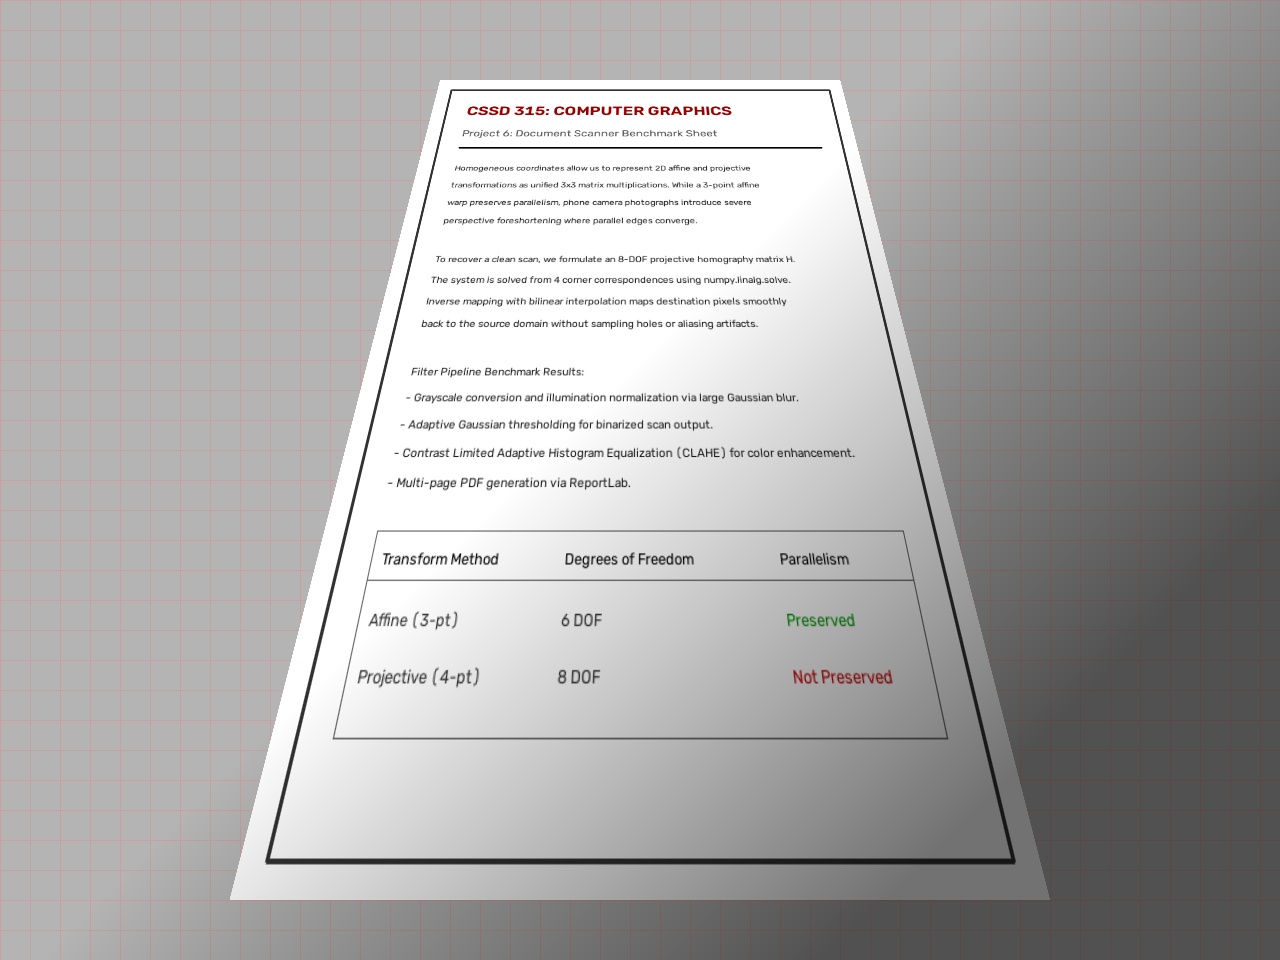 CSSD 315: COMPUTER GRAPHICS
Project 6: Document Scanner Benchmark Sheet
Homogeneous coordinates allow us to represent 2D affine and projective
transformations as unified 3x3 matrix multiplications. While a 3-point affine
warp preserves parallelism, phone camera photographs introduce severe
perspective foreshortening where parallel edges converge.
To recover a clean scan, we formulate an 8-DOF projective homography matrix H.
The system is solved from 4 corner correspondences using numpy.linalg.solve.
Inverse mapping with bilinear interpolation maps destination pixels smoothly
back to the source domain without sampling holes or aliasing artifacts.
Filter Pipeline Benchmark Results:
- Grayscale conversion and illumination normalization via large Gaussian blur.
- Adaptive Gaussian thresholding for binarized scan output.
- Contrast Limited Adaptive Histogram Equalization (CLAHE) for color enhancement.
- Multi-page PDF generation via ReportLab.
Transform Method Degrees of Freedom Parallelism
Affine (3-pt) 6 DOF Preserved
Projective (4-pt) 8 DOF Not Preserved